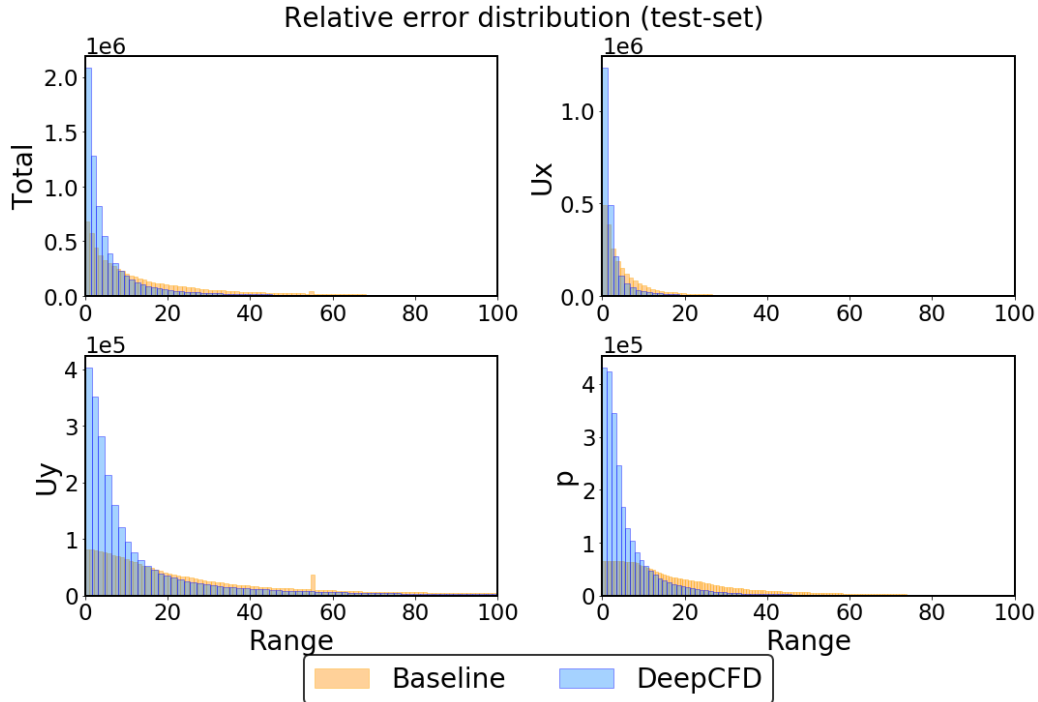 Relative error distribution (test-set)
1e6
2.0
1.5
1.0
0.5
0.0
Total
0 20 40 60 80 100
1e6
1.0
0.5
0.0
Ux
0 20 40 60 80 100
1e5
4
3
2
1
0
Uy
0 20 40 60 80 100
Range
1e5
4
3
2
1
0
p
0 20 40 60 80 100
Range
Baseline DeepCFD